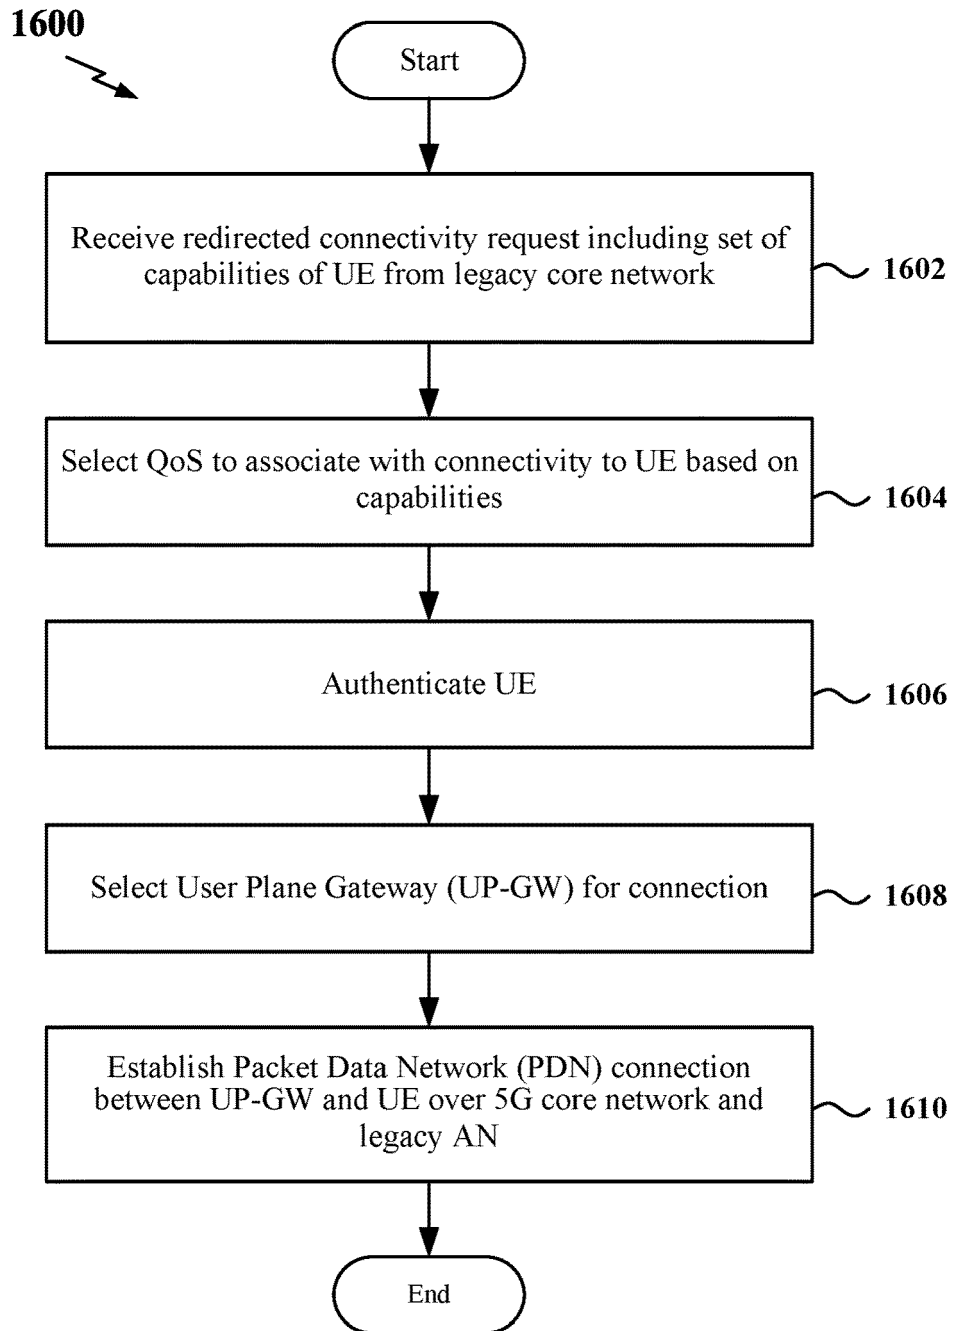 1600
Start
Receive redirected connectivity request including set of
capabilities of UE from legacy core network
1602
Select QoS to associate with connectivity to UE based on
capabilities
1604
Authenticate UE
1606
Select User Plane Gateway (UP-GW) for connection
1608
Establish Packet Data Network (PDN) connection
between UP-GW and UE over 5G core network and
legacy AN
1610
End